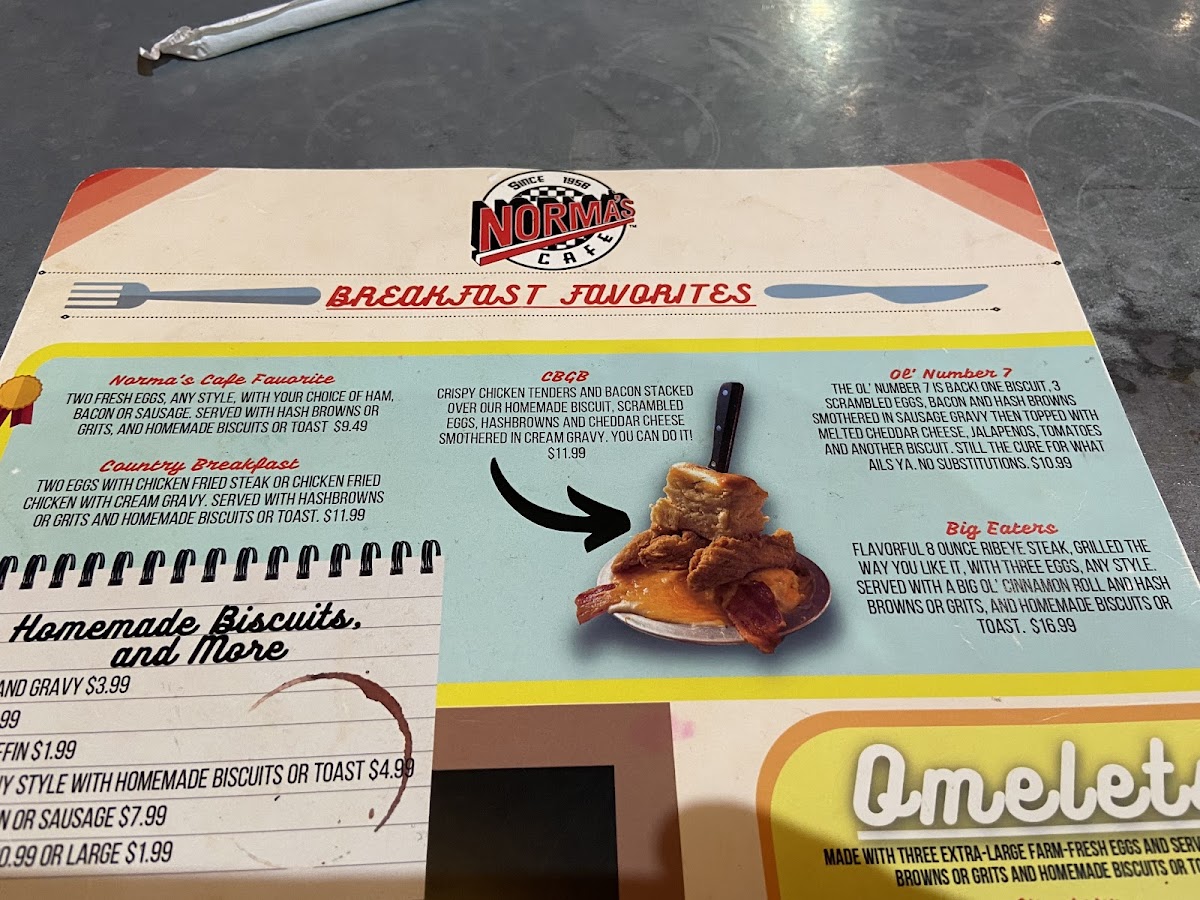 SINCE 1956
NORMA'S
CAFE
BREAKFAST FAVORITES
Norma's Cafe Favorite
TWO FRESH EGGS, ANY STYLE, WITH YOUR CHOICE OF HAM,
BACON OR SAUSAGE. SERVED WITH HASH BROWNS OR
GRITS, AND HOMEMADE BISCUITS OR TOAST $9.49
Country Breakfast
TWO EGGS WITH CHICKEN FRIED STEAK OR CHICKEN FRIED
CHICKEN WITH CREAM GRAVY. SERVED WITH HASHBROWNS
OR GRITS AND HOMEMADE BISCUITS OR TOAST. $11.99
CBGB
CRISPY CHICKEN TENDERS AND BACON STACKED
OVER OUR HOMEMADE BISCUIT, SCRAMBLED
EGGS, HASHBROWNS AND CHEDDAR CHEESE
SMOTHERED IN CREAM GRAVY. YOU CAN DO IT!
$11.99
Ol' Number 7
THE OL' NUMBER 7 IS BACK! ONE BISCUIT, 3
SCRAMBLED EGGS, BACON AND HASH BROWNS
SMOTHERED IN SAUSAGE GRAVY THEN TOPPED WITH
MELTED CHEDDAR CHEESE, JALAPENOS, TOMATOES
AND ANOTHER BISCUIT. STILL THE CURE FOR WHAT
AILS YA. NO SUBSTITUTIONS. $10.99
Big Eaters
FLAVORFUL 8 OUNCE RIBEYE STEAK, GRILLED THE
WAY YOU LIKE IT, WITH THREE EGGS, ANY STYLE.
SERVED WITH A BIG OL' CINNAMON ROLL AND HASH
BROWNS OR GRITS, AND HOMEMADE BISCUITS OR
TOAST. $16.99
Homemade Biscuits,
and More
AND GRAVY $3.99
99
FFIN $1.99
NY STYLE WITH HOMEMADE BISCUITS OR TOAST $4.99
N OR SAUSAGE $7.99
0.99 OR LARGE $1.99
Omelets
MADE WITH THREE EXTRA-LARGE FARM-FRESH EGGS AND SERV
BROWNS OR GRITS AND HOMEMADE BISCUITS OR TO